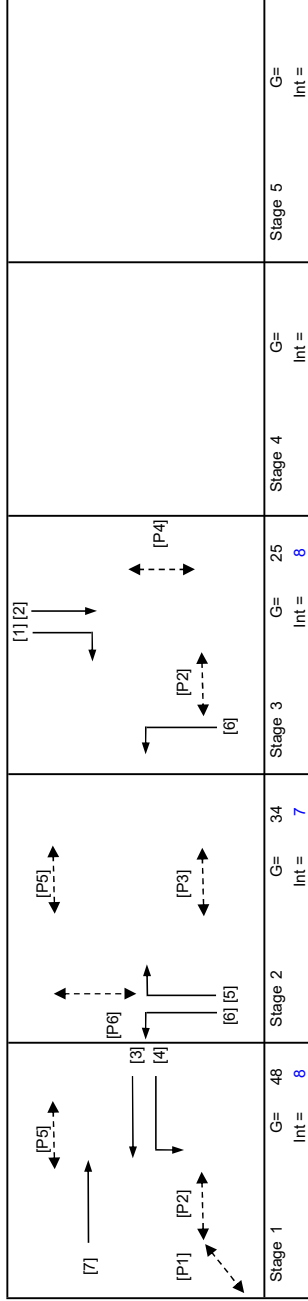 [7]
[P5]
[3]
[4]
[P1]
[P2]
Stage 1
G= 48
Int = 8
[P5]
[P6]
[P3]
[6] [5]
Stage 2
G= 34
Int = 7
[1] [2]
[P4]
[P2]
[6]
Stage 3
G= 25
Int = 8
Stage 4
G=
Int =
Stage 5
G=
Int =